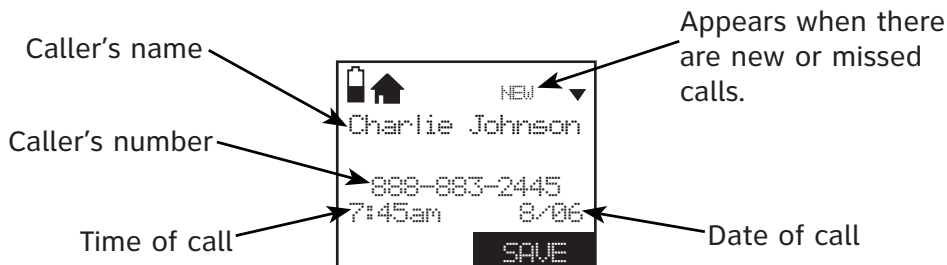 Appears when there
are new or missed
calls.
Caller's name
NEW
Charlie Johnson
Caller's number
888-883-2445
7:45am 8/06
Time of call
Date of call
SAVE